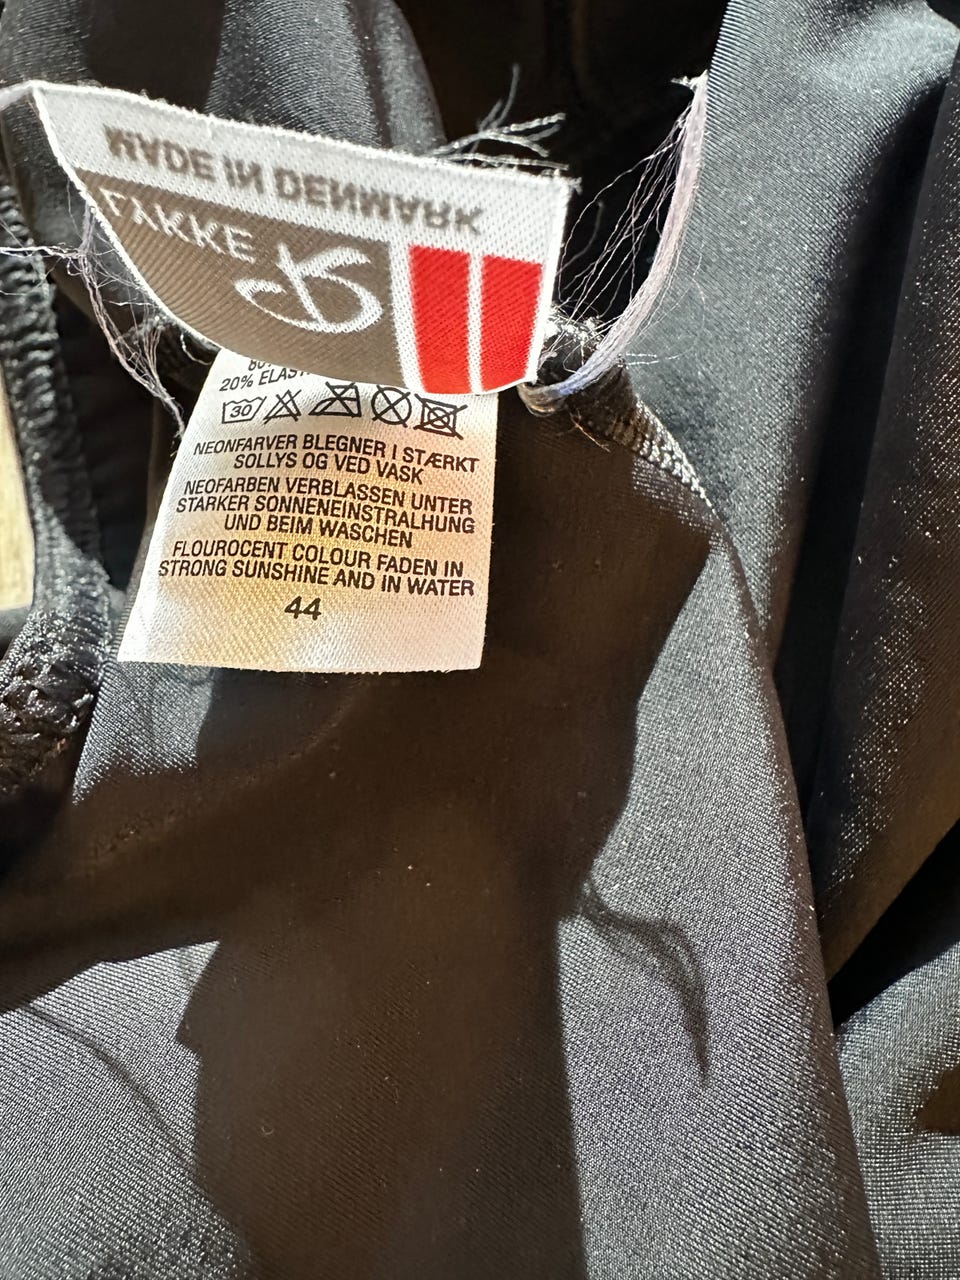 MADE IN DENMARK
20%
30
NEONFARVER BLEGNER I STÆRKT
SOLLYS OG VED VASK
NEOFARBEN VERBLASSEN UNTER
STARKER SONNENEINSTRALHUNG
UND BEIM WASCHEN
FLOUROCENT COLOUR FADEN IN
STRONG SUNSHINE AND IN WATER
44